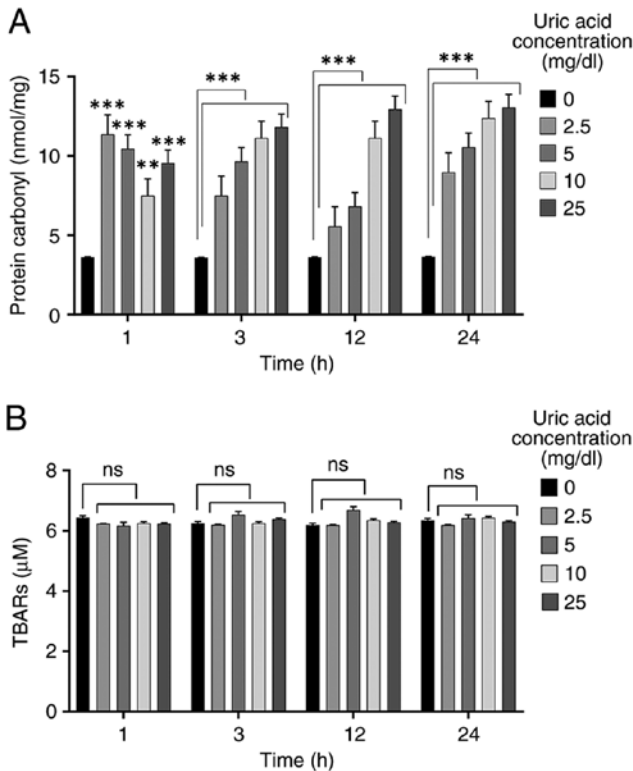 A
Uric acid
concentration
(mg/dl)
0
2.5
5
10
25
Protein carbonyl (nmol/mg)
15
10
5
0
***
***
**
***
***
***
***
1
3
12
24
Time (h)
B
Uric acid
concentration
(mg/dl)
0
2.5
5
10
25
TBARs (μM)
8
6
4
2
0
ns
ns
ns
ns
1
3
12
24
Time (h)